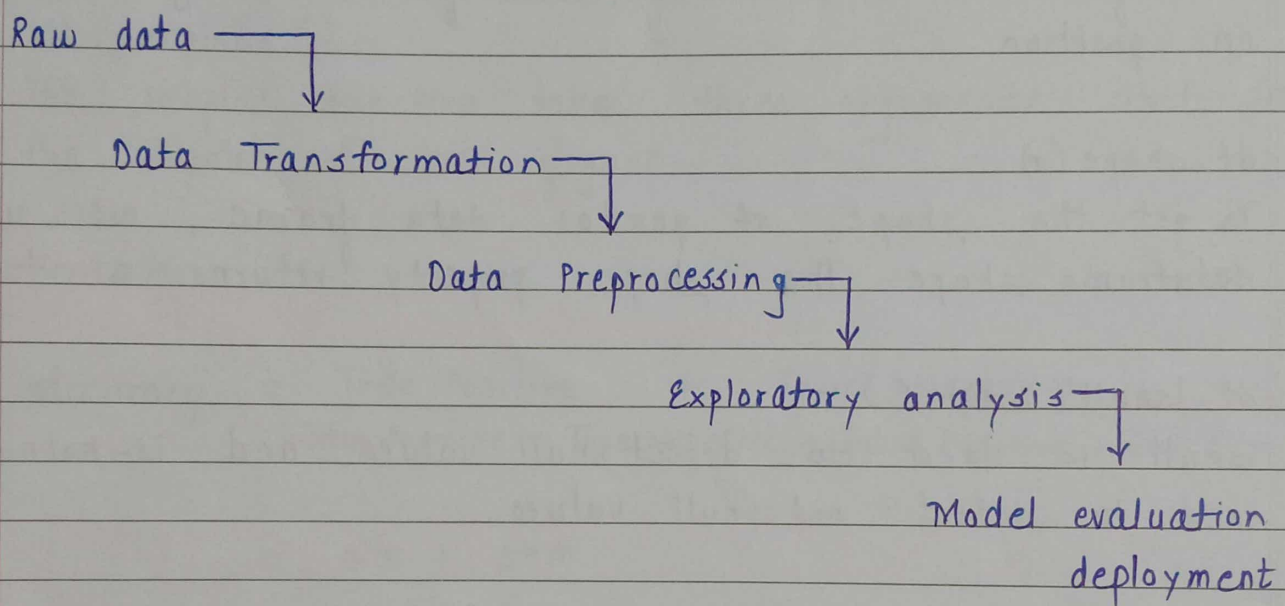 Raw data
Data Transformation
Data Preprocessing
Exploratory analysis
Model evaluation
deployment